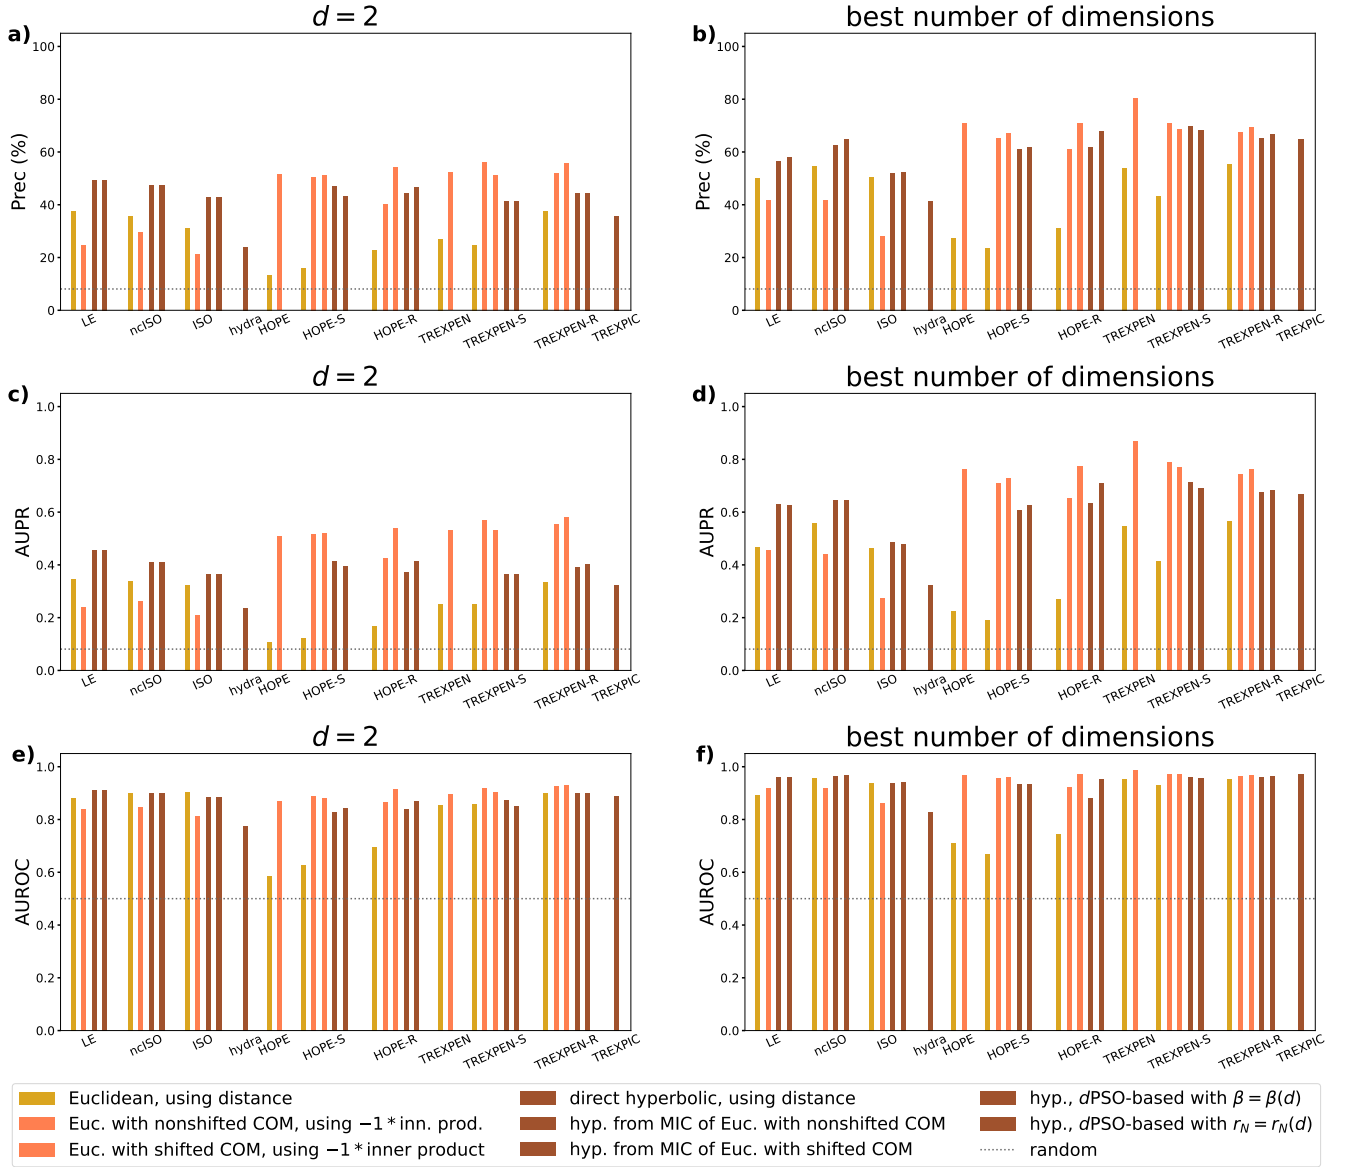 d = 2
best number of dimensions
a)
b)
Prec (%)
100
80
60
40
20
0
LE
ncISO
ISO
hydra
HOPE
HOPE-S
HOPE-R
TREXPEN
TREXPEN-S
TREXPEN-R
TREXPIC
Prec (%)
100
80
60
40
20
0
LE
ncISO
ISO
hydra
HOPE
HOPE-S
HOPE-R
TREXPEN
TREXPEN-S
TREXPEN-R
TREXPIC
d = 2
best number of dimensions
c)
d)
AUPR
1.0
0.8
0.6
0.4
0.2
0.0
LE
ncISO
ISO
hydra
HOPE
HOPE-S
HOPE-R
TREXPEN
TREXPEN-S
TREXPEN-R
TREXPIC
AUPR
1.0
0.8
0.6
0.4
0.2
0.0
LE
ncISO
ISO
hydra
HOPE
HOPE-S
HOPE-R
TREXPEN
TREXPEN-S
TREXPEN-R
TREXPIC
d = 2
best number of dimensions
e)
f)
AUROC
1.0
0.8
0.6
0.4
0.2
0.0
LE
ncISO
ISO
hydra
HOPE
HOPE-S
HOPE-R
TREXPEN
TREXPEN-S
TREXPEN-R
TREXPIC
AUROC
1.0
0.8
0.6
0.4
0.2
0.0
LE
ncISO
ISO
hydra
HOPE
HOPE-S
HOPE-R
TREXPEN
TREXPEN-S
TREXPEN-R
TREXPIC
Euclidean, using distance
Euc. with nonshifted COM, using −1 * inn. prod.
Euc. with shifted COM, using −1 * inner product
direct hyperbolic, using distance
hyp. from MIC of Euc. with nonshifted COM
hyp. from MIC of Euc. with shifted COM
hyp., dPSO-based with β = β(d)
hyp., dPSO-based with r_N = r_N(d)
random